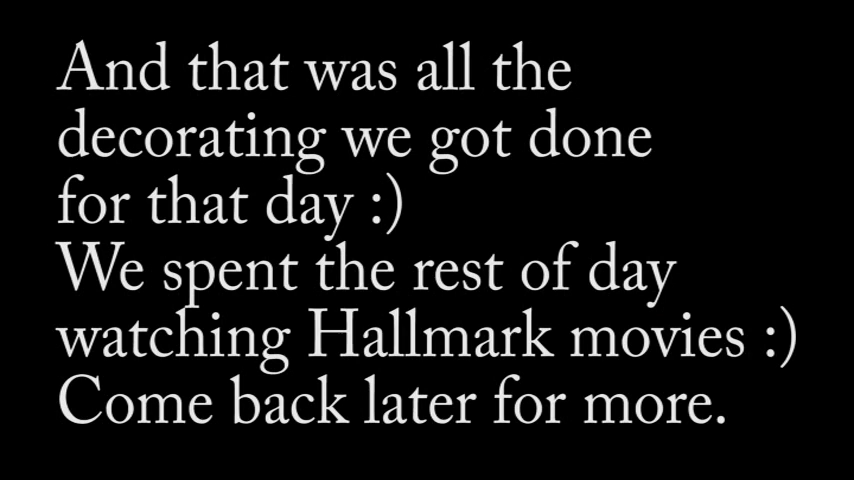 And that was all the
decorating we got done
for that day :)
We spent the rest of day
watching Hallmark movies :)
Come back later for more.